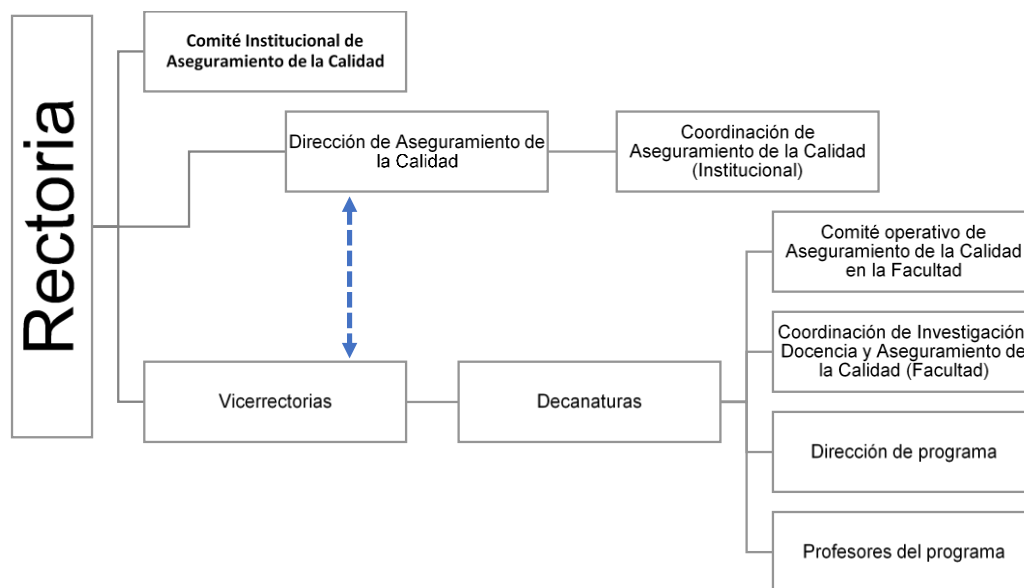 Rectoria
Comité Institucional de
Aseguramiento de la Calidad
Dirección de Aseguramiento de
la Calidad
Coordinación de
Aseguramiento de la Calidad
(Institucional)
Comité operativo de
Aseguramiento de la Calidad
en la Facultad
Coordinación de Investigación
Docencia y Aseguramiento de
la Calidad (Facultad)
Vicerrectorias
Decanaturas
Dirección de programa
Profesores del programa